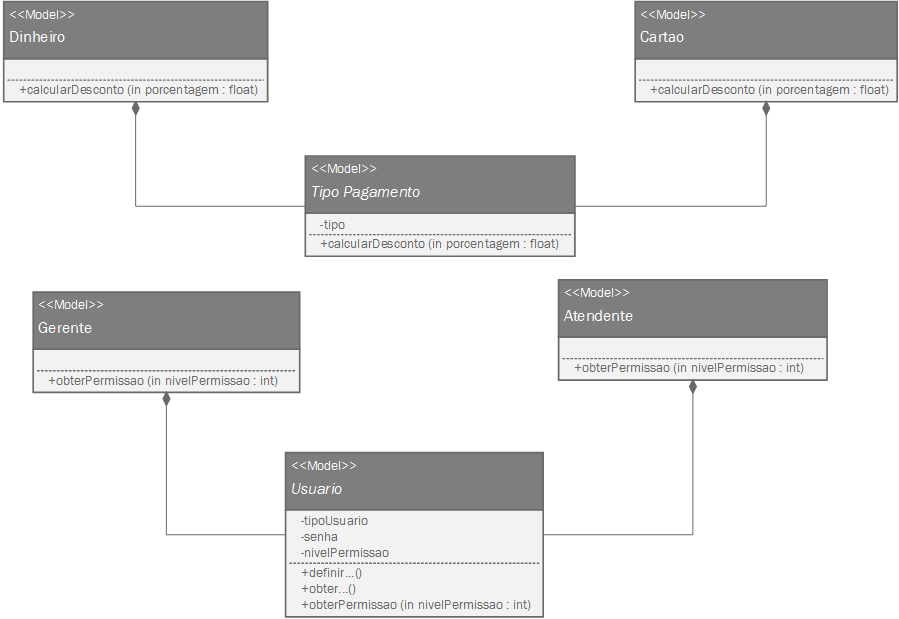 <<Model>>
Dinheiro
+calcularDesconto (in porcentagem : float)
<<Model>>
Cartao
+calcularDesconto (in porcentagem : float)
<<Model>>
Tipo Pagamento
-tipo
+calcularDesconto (in porcentagem : float)
<<Model>>
Gerente
+obterPermissao (in nivelPermissao : int)
<<Model>>
Atendente
+obterPermissao (in nivelPermissao : int)
<<Model>>
Usuario
-tipoUsuario
-senha
-nivelPermissao
+definir...()
+obter...()
+obterPermissao (in nivelPermissao : int)